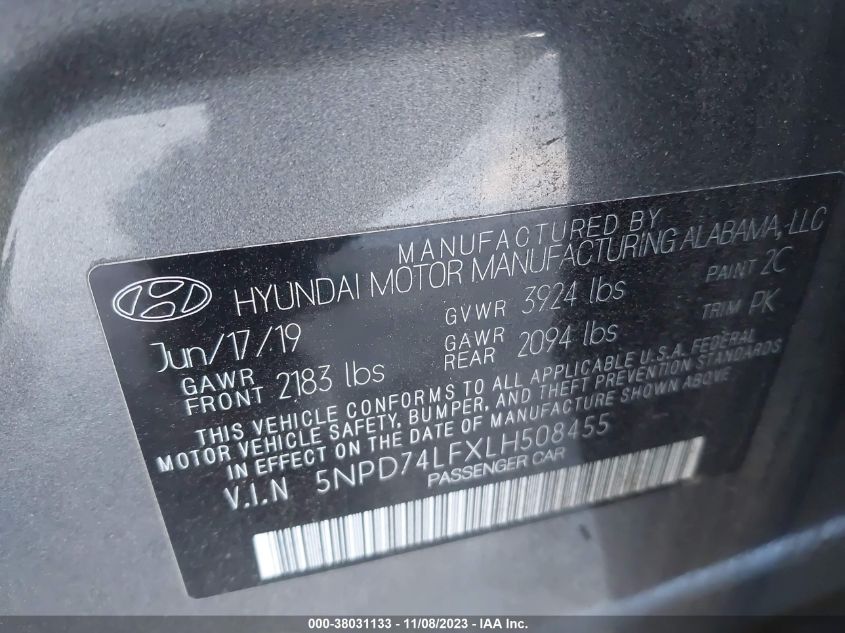 MANUFACTURED BY
HYUNDAI MOTOR MANUFACTURING ALABAMA, LLC
Jun/17/19 GVWR 3924 lbs PAINT 2C
GAWR FRONT 2183 lbs GAWR REAR 2094 lbs TRIM PK
THIS VEHICLE CONFORMS TO ALL APPLICABLE U.S.A. FEDERAL
MOTOR VEHICLE SAFETY, BUMPER, AND THEFT PREVENTION STANDARDS
IN EFFECT ON THE DATE OF MANUFACTURE SHOWN ABOVE
V.I.N 5NPD74LFXLH508455
PASSENGER CAR
000-38031133 - 11/08/2023 - IAA Inc.